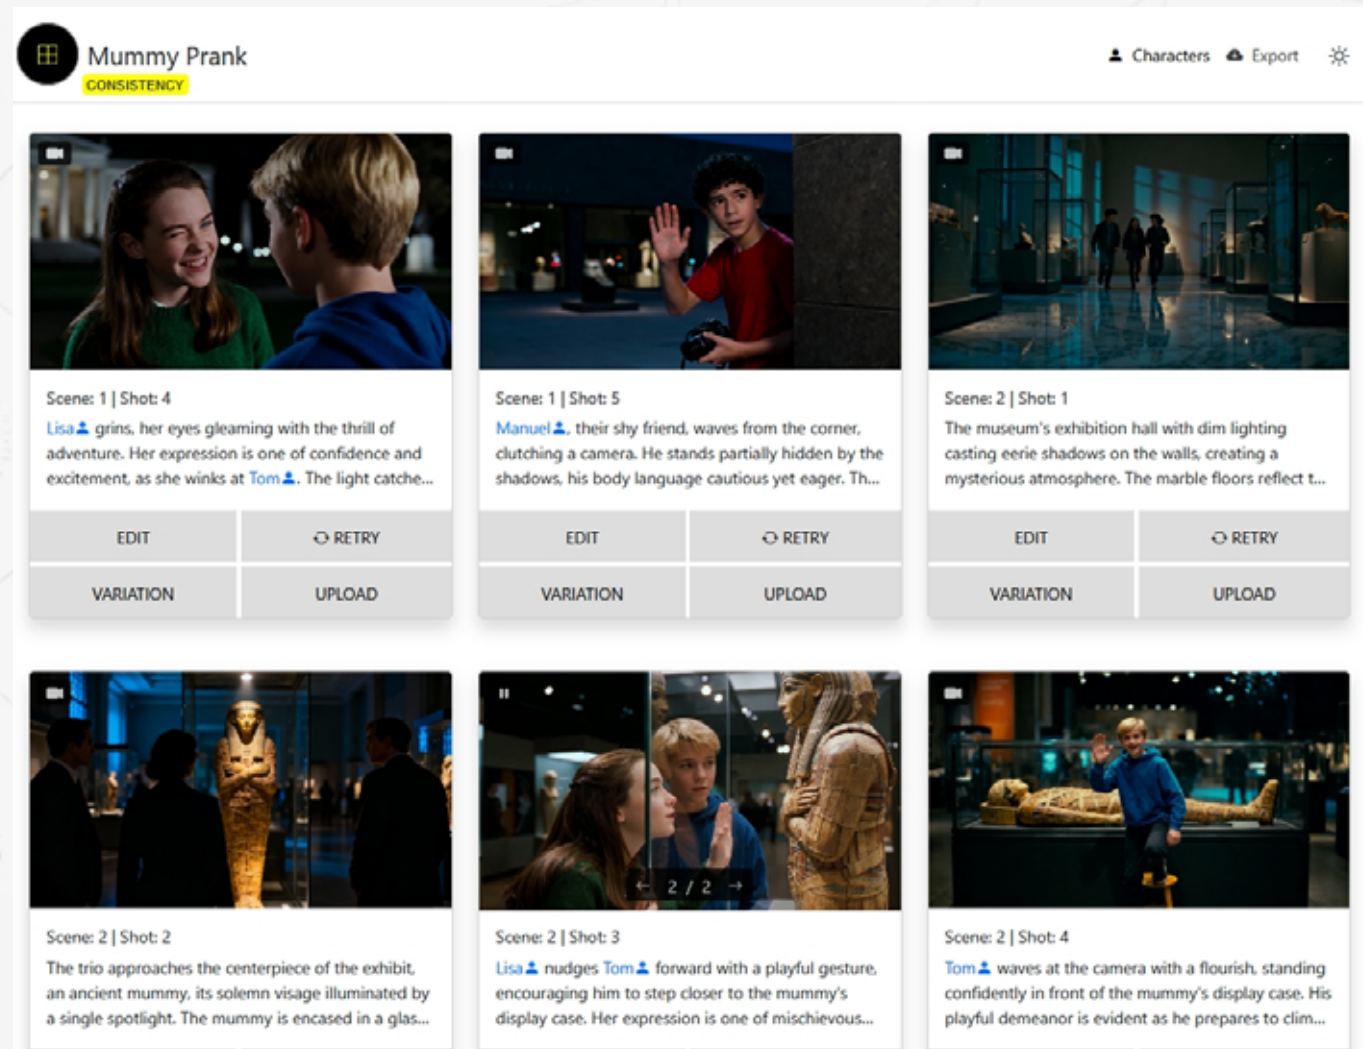 Mummy Prank
CONSISTENCY
Characters
Export
Scene: 1 | Shot: 4
Lisa grins, her eyes gleaming with the thrill of
adventure. Her expression is one of confidence and
excitement, as she winks at Tom. The light catche...
EDIT
RETRY
VARIATION
UPLOAD
Scene: 1 | Shot: 5
Manuel, their shy friend, waves from the corner,
clutching a camera. He stands partially hidden by the
shadows, his body language cautious yet eager. Th...
EDIT
RETRY
VARIATION
UPLOAD
Scene: 2 | Shot: 1
The museum's exhibition hall with dim lighting
casting eerie shadows on the walls, creating a
mysterious atmosphere. The marble floors reflect t...
EDIT
RETRY
VARIATION
UPLOAD
Scene: 2 | Shot: 2
The trio approaches the centerpiece of the exhibit,
an ancient mummy, its solemn visage illuminated by
a single spotlight. The mummy is encased in a glas...
← 2 / 2 →
Scene: 2 | Shot: 3
Lisa nudges Tom forward with a playful gesture,
encouraging him to step closer to the mummy's
display case. Her expression is one of mischievous...
Scene: 2 | Shot: 4
Tom waves at the camera with a flourish, standing
confidently in front of the mummy's display case. His
playful demeanor is evident as he prepares to clim...